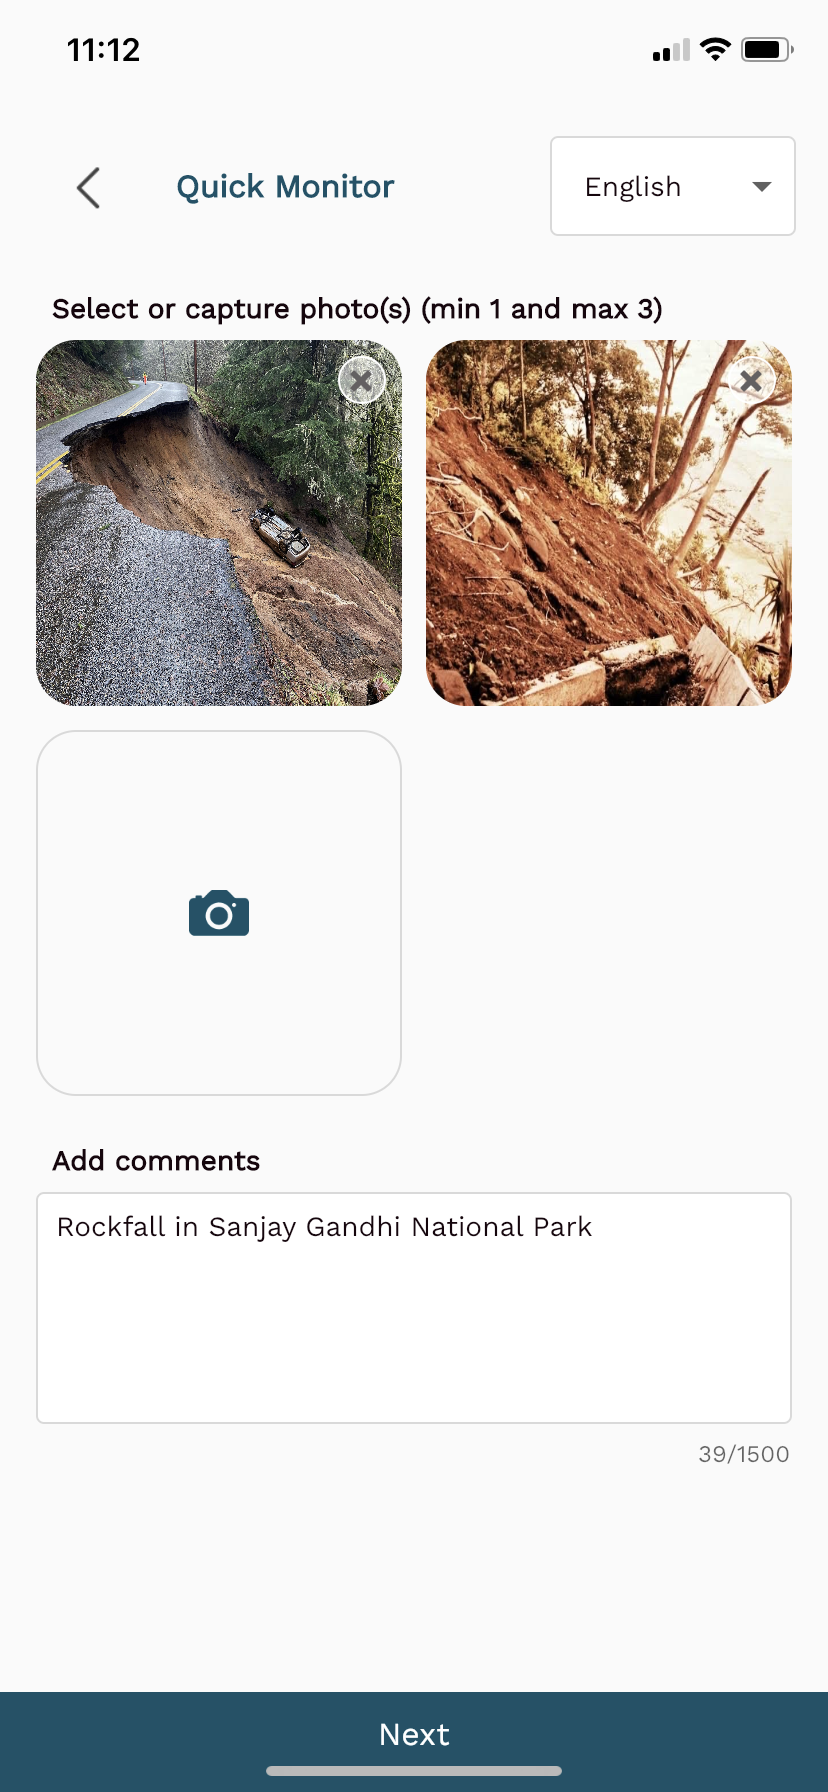 11:12
Quick Monitor
English
Select or capture photo(s) (min 1 and max 3)
Add comments
Rockfall in Sanjay Gandhi National Park
39/1500
Next